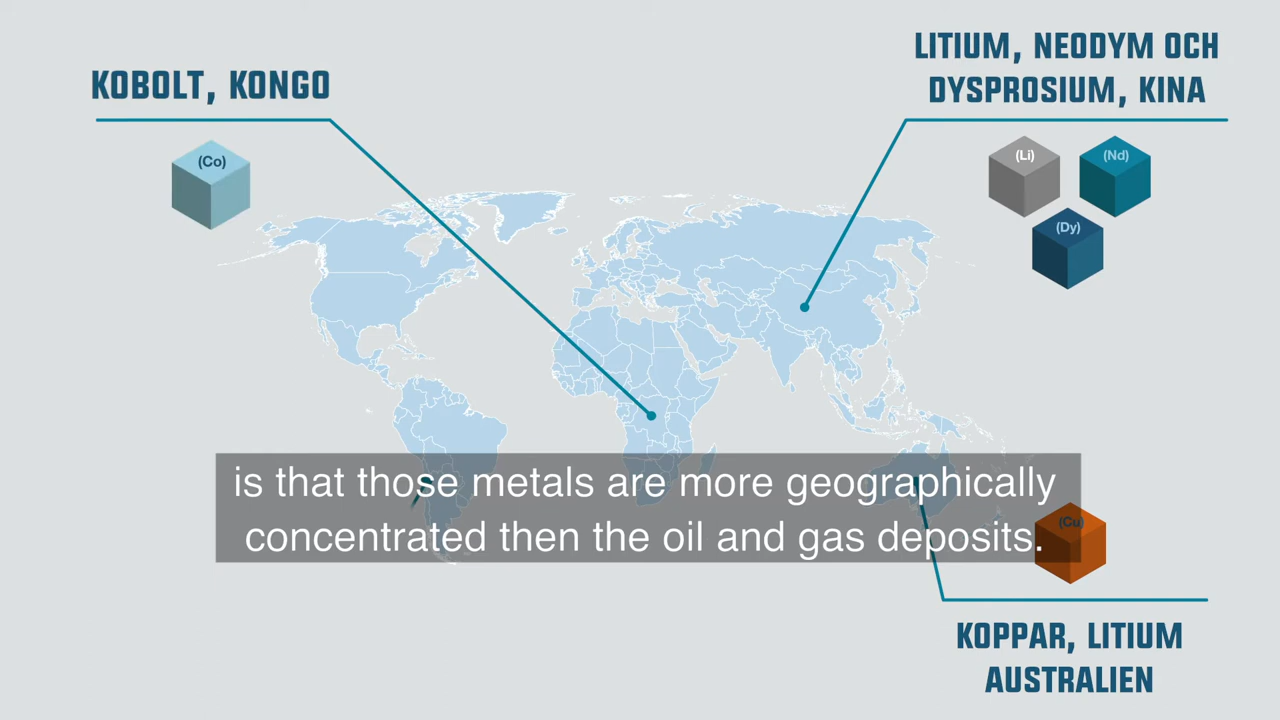 KOBOLT, KONGO
(Co)
LITIUM, NEODYM OCH
DYSPROSIUM, KINA
(Li)
(Nd)
(Dy)
is that those metals are more geographically
concentrated then the oil and gas deposits.
(Cu)
KOPPAR, LITIUM
AUSTRALIEN